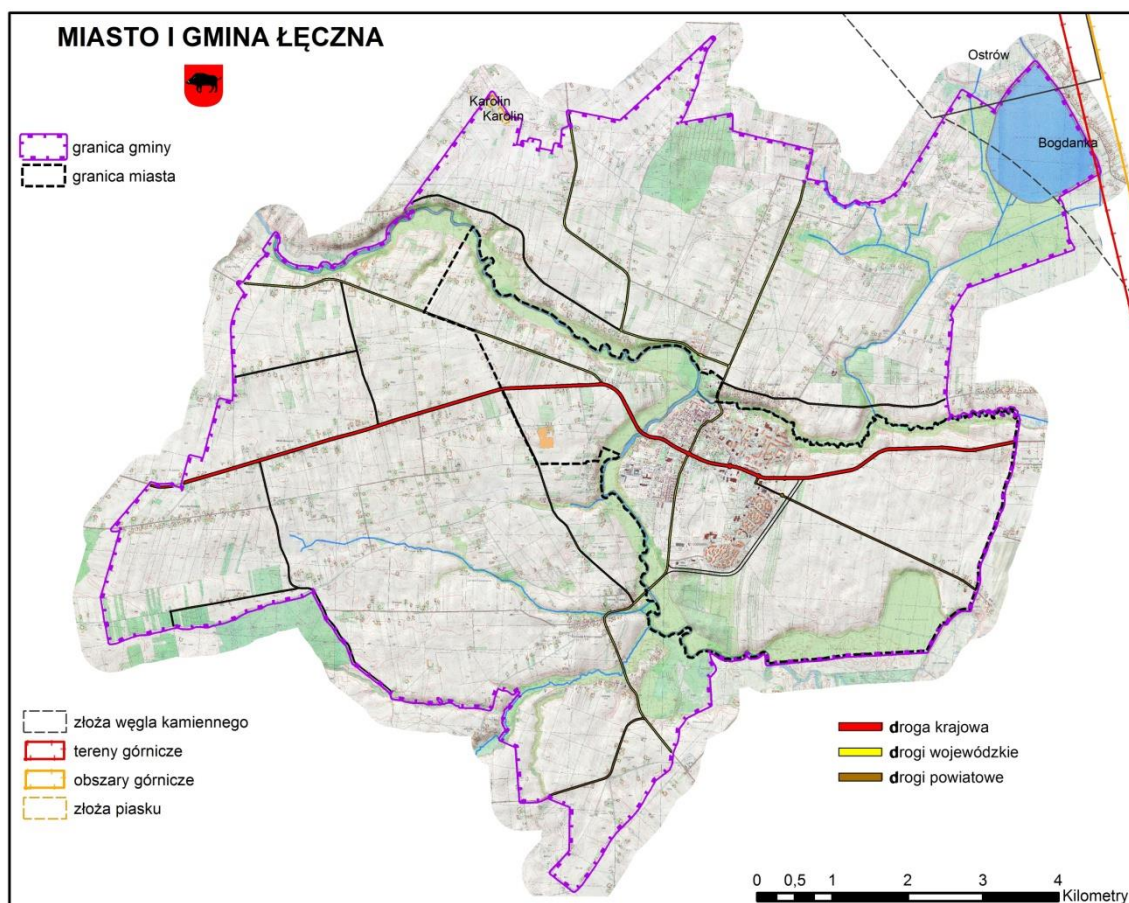 MIASTO I GMINA ŁĘCZNA
granica gminy
granica miasta
Karolin
Karolin
Ostrów
Bogdanka
złoża węgla kamiennego
tereny górnicze
obszary górnicze
złoża piasku
droga krajowa
drogi wojewódzkie
drogi powiatowe
0 0,5 1 2 3 4
Kilometry